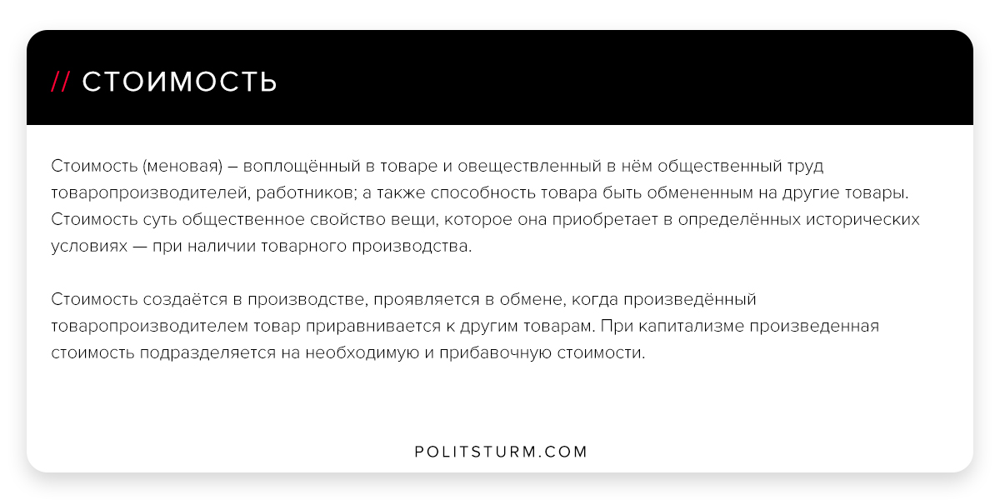 // СТОИМОСТЬ
Стоимость (меновая) – воплощённый в товаре и овеществленный в нём общественный труд
товаропроизводителей, работников; а также способность товара быть обмененным на другие товары.
Стоимость суть общественное свойство вещи, которое она приобретает в определённых исторических
условиях — при наличии товарного производства.
Стоимость создаётся в производстве, проявляется в обмене, когда произведённый
товаропроизводителем товар приравнивается к другим товарам. При капитализме произведенная
стоимость подразделяется на необходимую и прибавочную стоимости.
POLITSTURM.COM